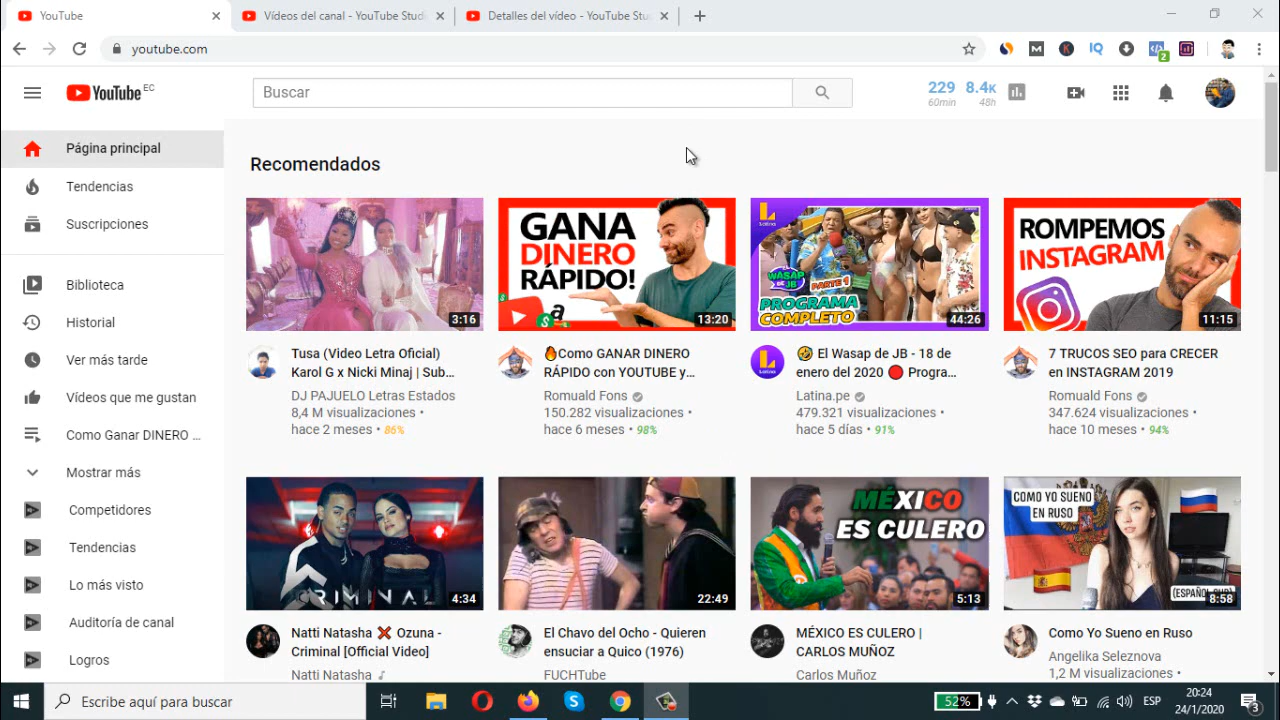 YouTube
Vídeos del canal - YouTube Stud
Detalles del vídeo - YouTube Stu
youtube.com
IQ
2
YouTube EC
Buscar
229
60min
8.4K
48h
Página principal
Tendencias
Suscripciones
Biblioteca
Historial
Ver más tarde
Vídeos que me gustan
Como Ganar DINERO ...
Mostrar más
Competidores
Tendencias
Lo más visto
Auditoría de canal
Logros
Recomendados
3:16
Tusa (Video Letra Oficial)
Karol G x Nicki Minaj | Sub...
DJ PAJUELO Letras Estados
8,4 M visualizaciones •
hace 2 meses • 86%
GANA
DINERO
RÁPIDO!
a
13:20
🔥Como GANAR DINERO
RÁPIDO con YOUTUBE y...
Romuald Fons
150.282 visualizaciones •
hace 6 meses • 98%
L
Latina
WASAP
DE JB
PARTE 1
PROGRAMA
COMPLETO
44:26
🤣 El Wasap de JB - 18 de
enero del 2020 🔴 Progra...
Latina.pe
479.321 visualizaciones •
hace 5 días • 91%
ROMPEMOS
INSTAGRAM
11:15
7 TRUCOS SEO para CRECER
en INSTAGRAM 2019
Romuald Fons
347.624 visualizaciones •
hace 10 meses • 94%
CRIMINAL
4:34
Natti Natasha ❌ Ozuna -
Criminal [Official Video]
Natti Natasha
22:49
El Chavo del Ocho - Quieren
ensuciar a Quico (1976)
FUCHTube
MÉXICO
ES CULERO
5:13
MÉXICO ES CULERO |
CARLOS MUÑOZ
Carlos Muñoz
COMO YO SUENO
EN RUSO
8:58
Como Yo Sueno en Ruso
Angelika Seleznova
1,2 M visualizaciones •
Escribe aquí para buscar
52%
ESP
20:24
24/1/2020
3